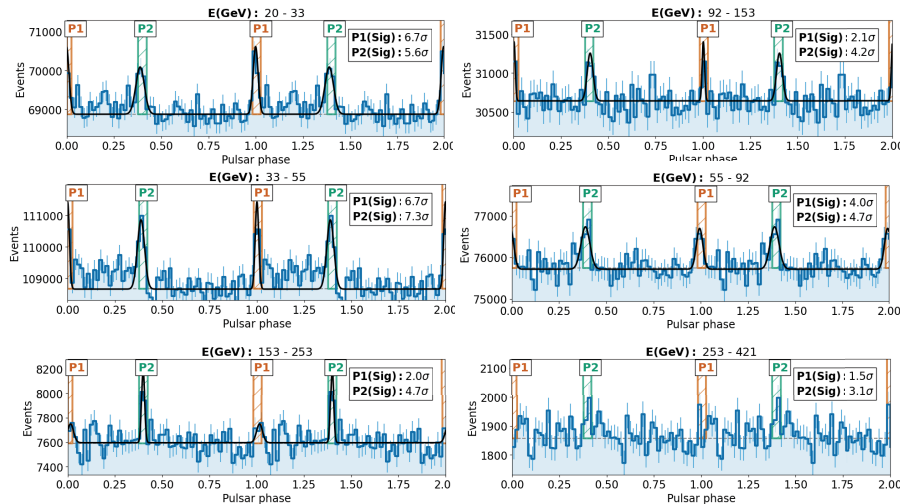 E(GeV): 20 - 33
P1 P2 P1 P2
P1(Sig): 6.7σ
P2(Sig): 5.6σ
71000
70000
69000
Events
0.00 0.25 0.50 0.75 1.00 1.25 1.50 1.75 2.00
Pulsar phase
E(GeV): 92 - 153
P1 P2 P1 P2
P1(Sig): 2.1σ
P2(Sig): 4.2σ
31500
31000
30500
Events
0.00 0.25 0.50 0.75 1.00 1.25 1.50 1.75 2.00
Pulsar phase
E(GeV): 33 - 55
P1 P2 P1 P2
P1(Sig): 6.7σ
P2(Sig): 7.3σ
111000
110000
109000
Events
0.00 0.25 0.50 0.75 1.00 1.25 1.50 1.75 2.00
Pulsar phase
E(GeV): 55 - 92
P1 P2 P1 P2
P1(Sig): 4.0σ
P2(Sig): 4.7σ
77000
76000
75000
Events
0.00 0.25 0.50 0.75 1.00 1.25 1.50 1.75 2.00
Pulsar phase
E(GeV): 153 - 253
P1 P2 P1 P2
P1(Sig): 2.0σ
P2(Sig): 4.7σ
8200
8000
7800
7600
7400
Events
0.00 0.25 0.50 0.75 1.00 1.25 1.50 1.75 2.00
Pulsar phase
E(GeV): 253 - 421
P1 P2 P1 P2
P1(Sig): 1.5σ
P2(Sig): 3.1σ
2100
2000
1900
1800
Events
0.00 0.25 0.50 0.75 1.00 1.25 1.50 1.75 2.00
Pulsar phase